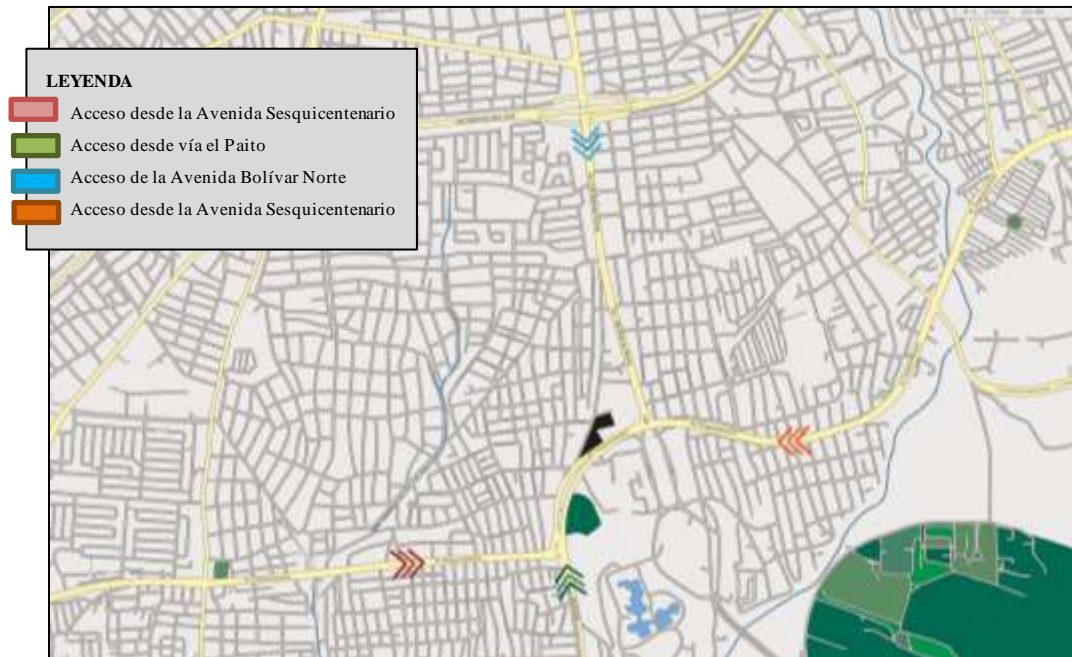 LEYENDA
Acceso desde la Avenida Sesquicentenario
Acceso desde vía el Paito
Acceso de la Avenida Bolívar Norte
Acceso desde la Avenida Sesquicentenario